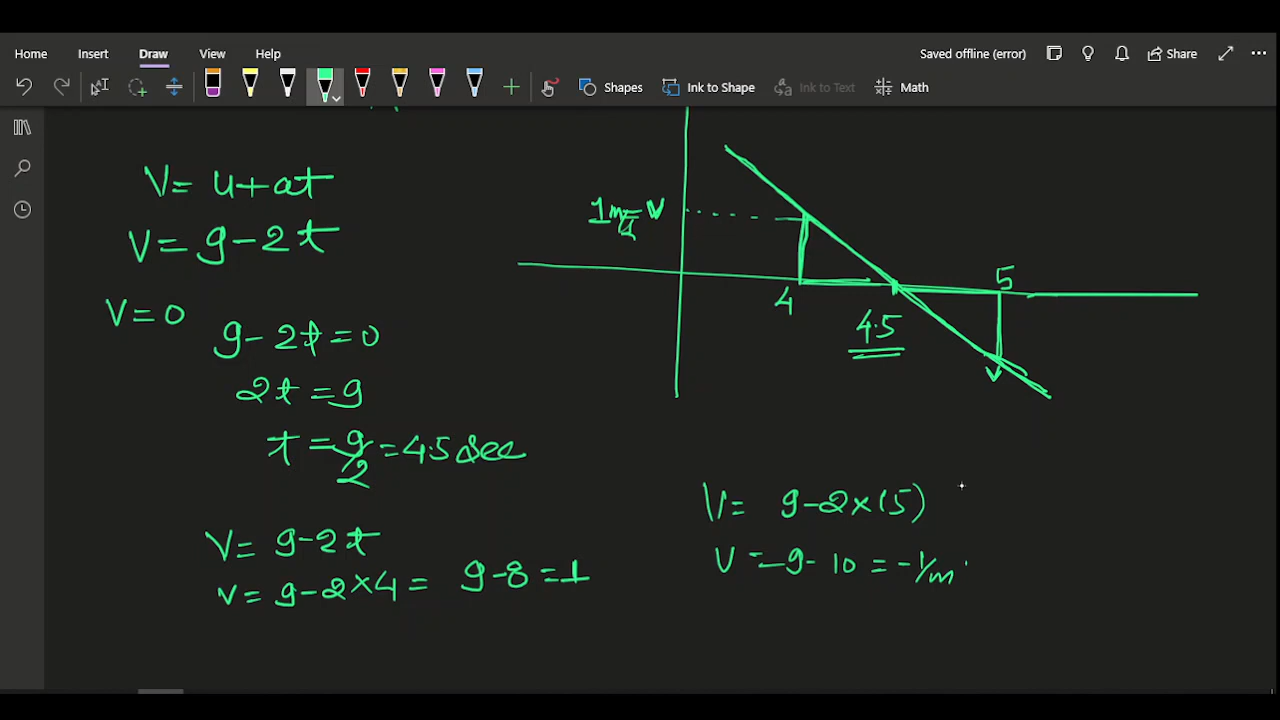 Home Insert Draw View Help Saved offline (error) Share
Shapes Ink to Shape Ink to Text Math
V= u+at
V= 9-2t
V=0
9-2t=0
2t=9
t=9/2=4.5 sec
V= 9-2t
V= 9-2×4= 9-8=1
V
4
4.5
5
V= 9-2×(5)
V=9-10=-1/m